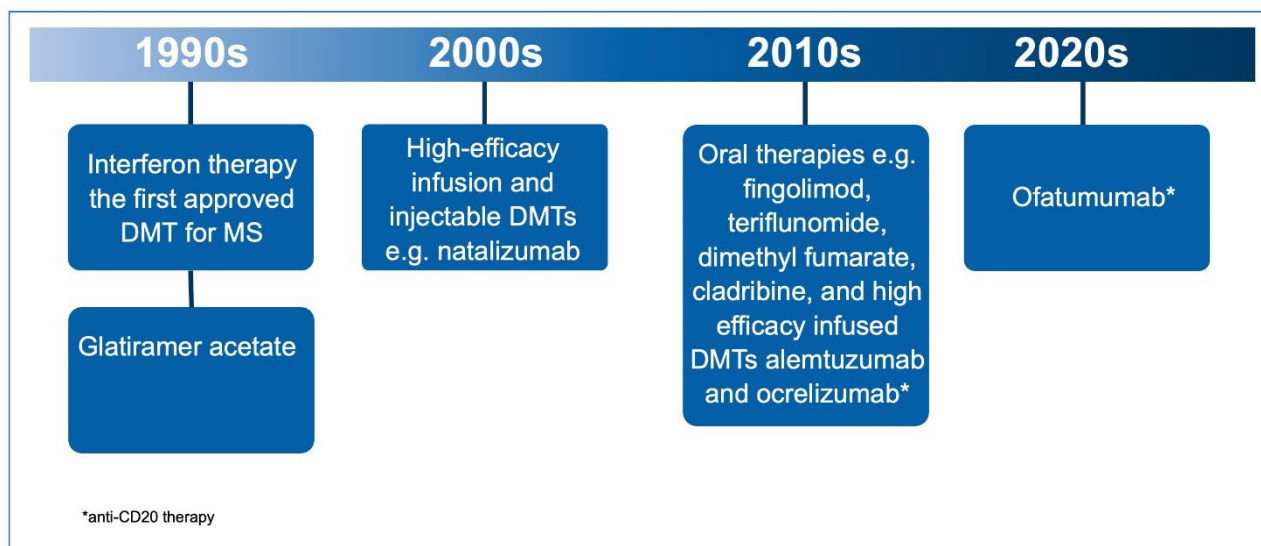 1990s
2000s
2010s
2020s
Interferon therapy
the first approved
DMT for MS
Glatiramer acetate
High-efficacy
infusion and
injectable DMTs
e.g. natalizumab
Oral therapies e.g.
fingolimod,
teriflunomide,
dimethyl fumarate,
cladribine, and high
efficacy infused
DMTs alemtuzumab
and ocrelizumab*
Ofatumumab*
*anti-CD20 therapy